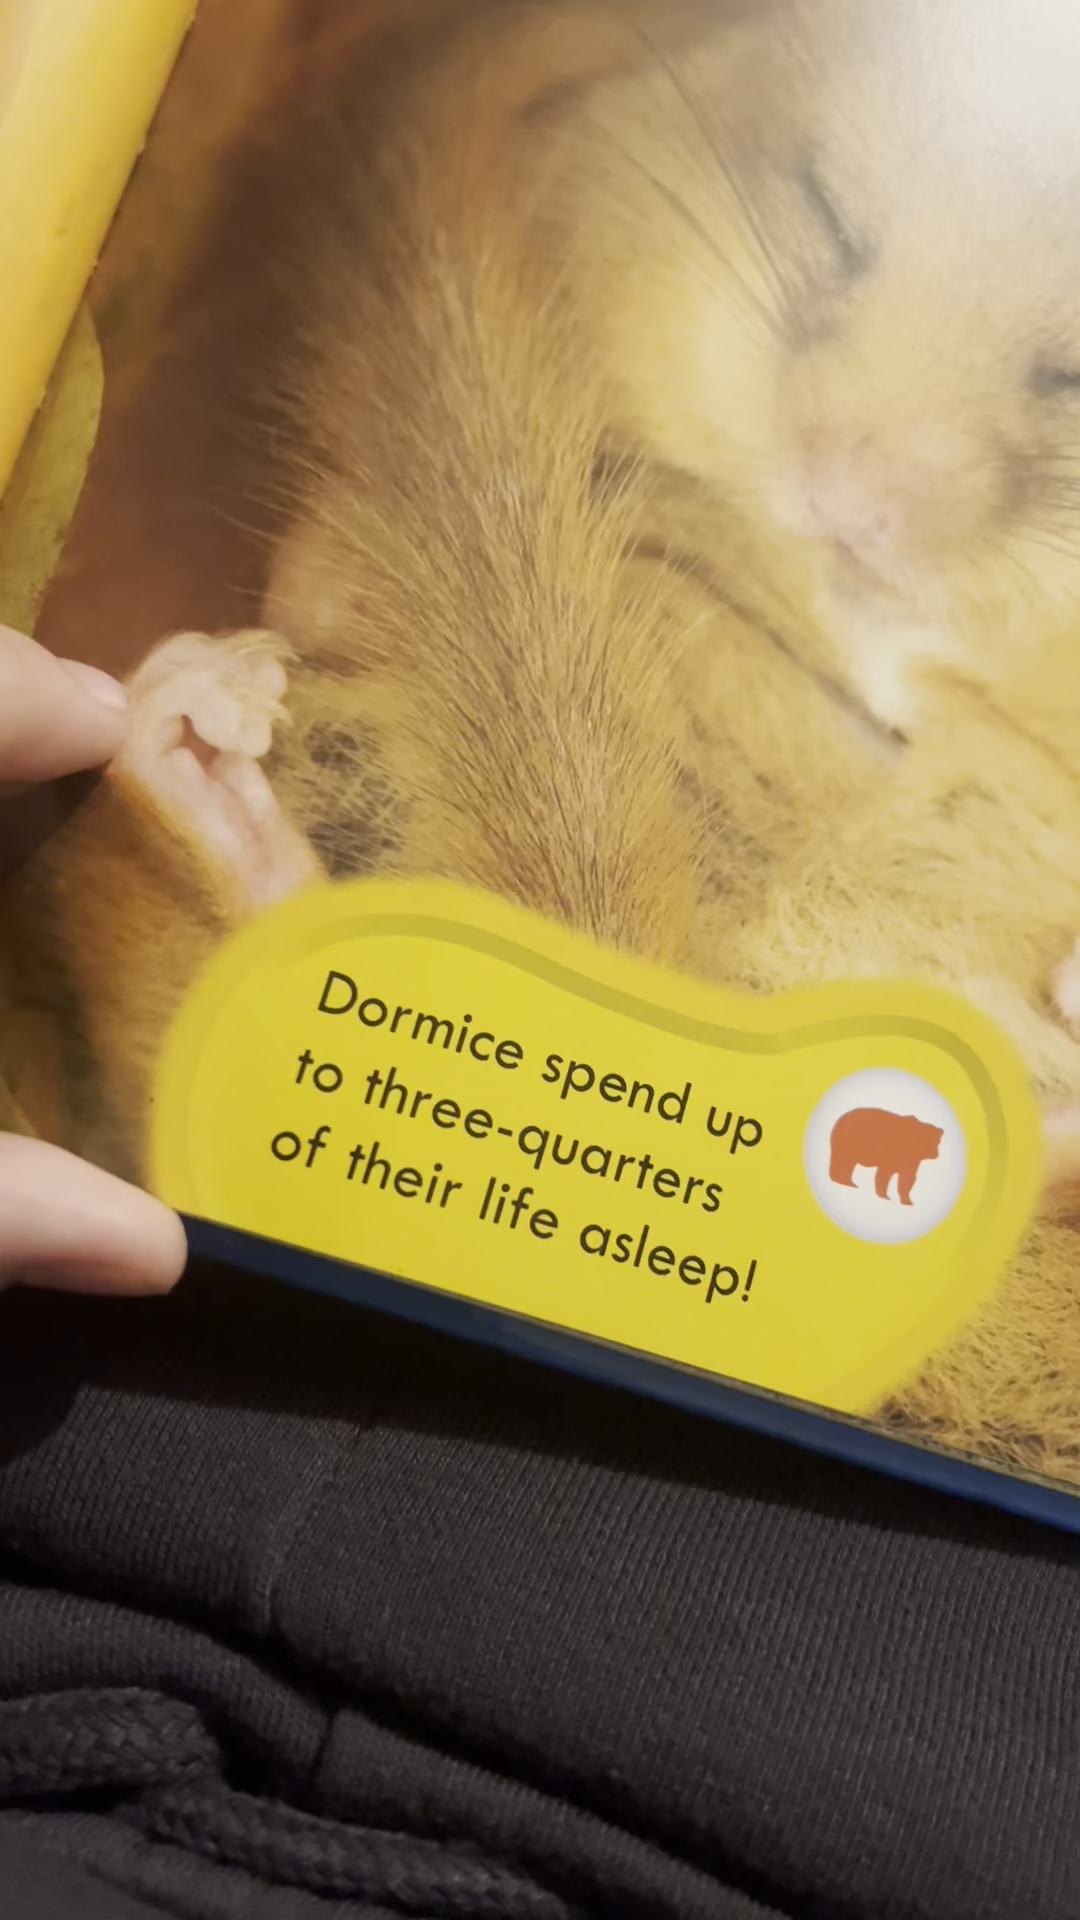 Dormice spend up
to three-quarters
of their life asleep!